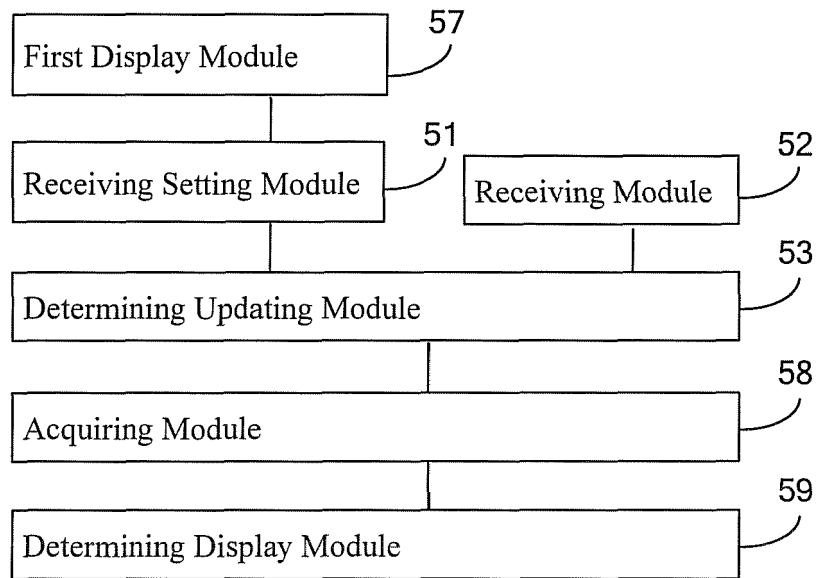 57
First Display Module
51
Receiving Setting Module
52
Receiving Module
53
Determining Updating Module
58
Acquiring Module
59
Determining Display Module